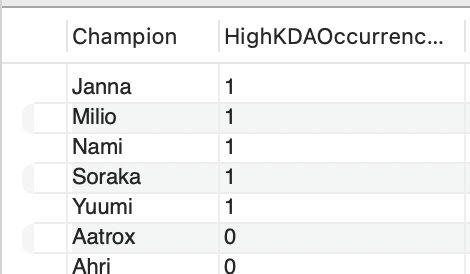 Champion HighKDAOccurrenc...
Janna 1
Milio 1
Nami 1
Soraka 1
Yuumi 1
Aatrox 0
Ahri 0